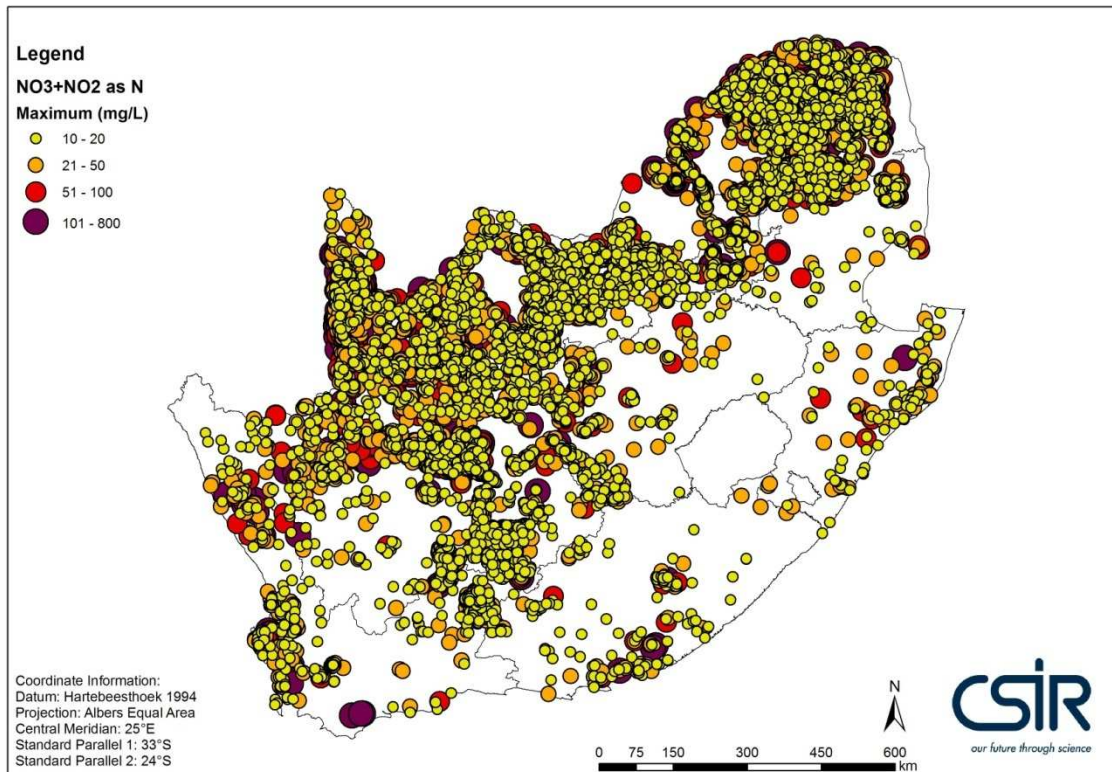 Legend
NO3+NO2 as N
Maximum (mg/L)
10 - 20
21 - 50
51 - 100
101 - 800
Coordinate Information:
Datum: Hartebeesthoek 1994
Projection: Albers Equal Area
Central Meridian: 25°E
Standard Parallel 1: 33°S
Standard Parallel 2: 24°S
N
0 75 150 300 450 600
km
CSIR
our future through science